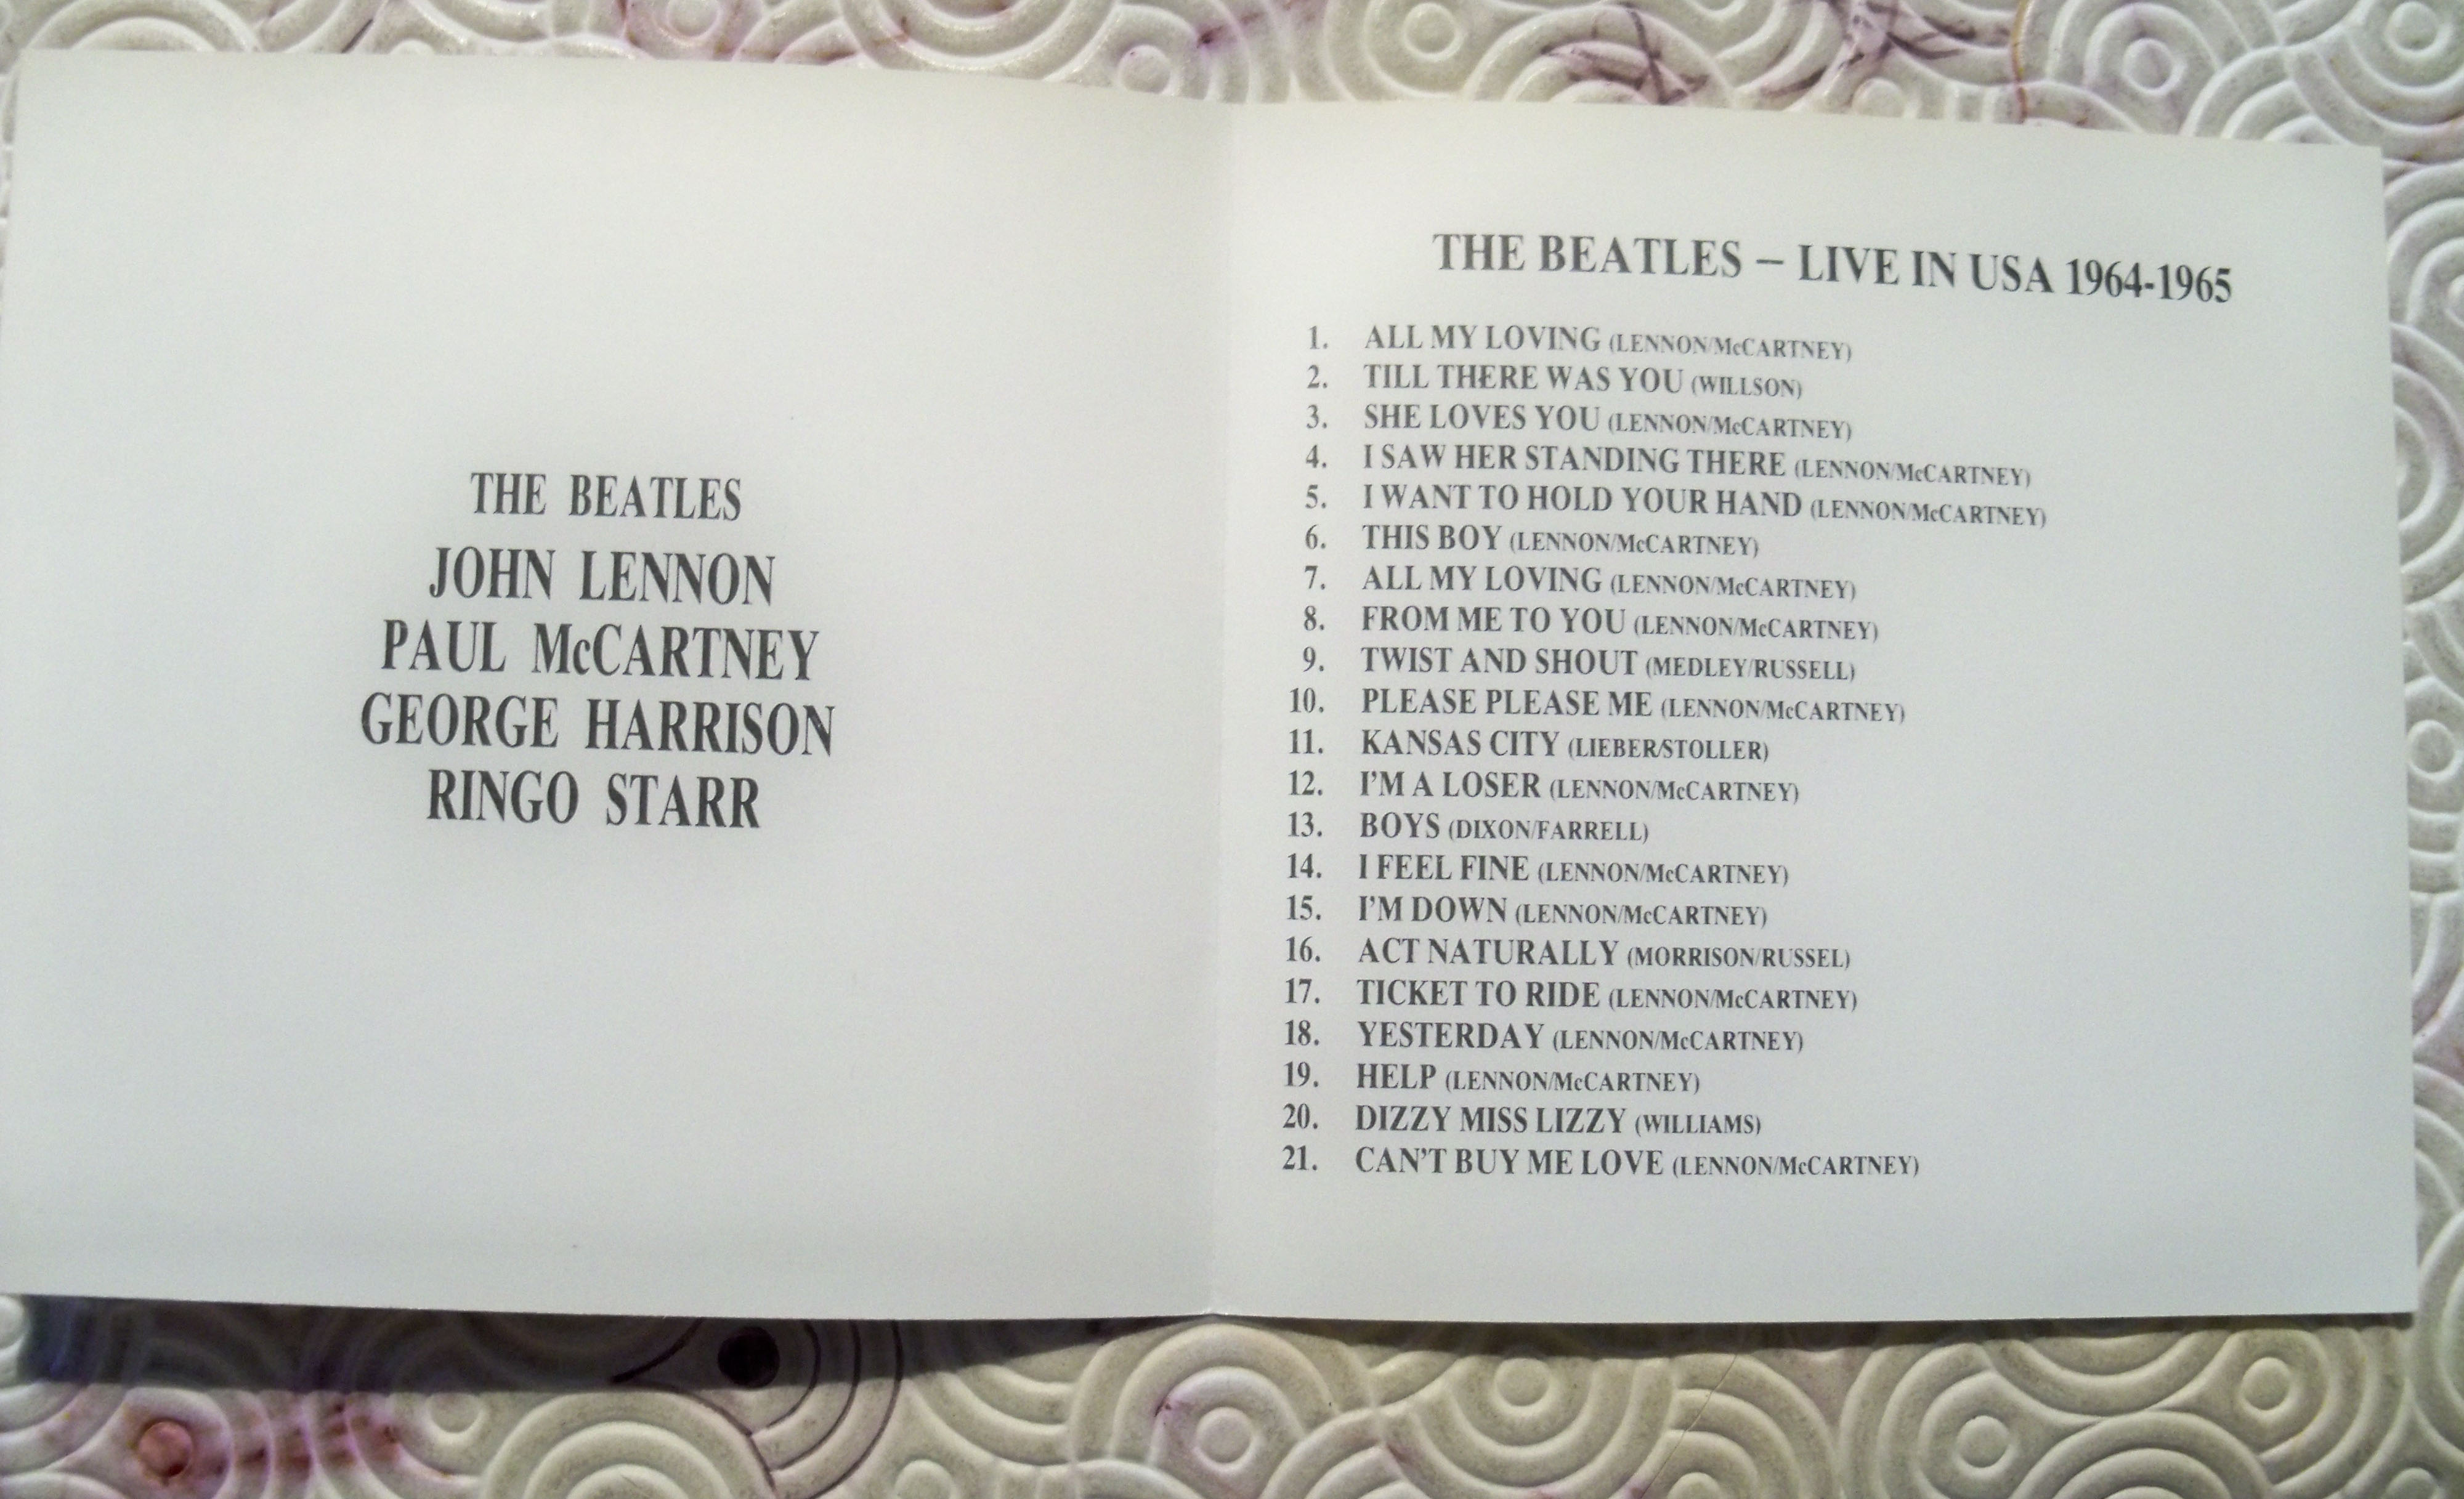 THE BEATLES
JOHN LENNON
PAUL McCARTNEY
GEORGE HARRISON
RINGO STARR
THE BEATLES – LIVE IN USA 1964-1965
1. ALL MY LOVING (LENNON/McCARTNEY)
2. TILL THERE WAS YOU (WILLSON)
3. SHE LOVES YOU (LENNON/McCARTNEY)
4. I SAW HER STANDING THERE (LENNON/McCARTNEY)
5. I WANT TO HOLD YOUR HAND (LENNON/McCARTNEY)
6. THIS BOY (LENNON/McCARTNEY)
7. ALL MY LOVING (LENNON/McCARTNEY)
8. FROM ME TO YOU (LENNON/McCARTNEY)
9. TWIST AND SHOUT (MEDLEY/RUSSELL)
10. PLEASE PLEASE ME (LENNON/McCARTNEY)
11. KANSAS CITY (LIEBER/STOLLER)
12. I'M A LOSER (LENNON/McCARTNEY)
13. BOYS (DIXON/FARRELL)
14. I FEEL FINE (LENNON/McCARTNEY)
15. I'M DOWN (LENNON/McCARTNEY)
16. ACT NATURALLY (MORRISON/RUSSEL)
17. TICKET TO RIDE (LENNON/McCARTNEY)
18. YESTERDAY (LENNON/McCARTNEY)
19. HELP (LENNON/McCARTNEY)
20. DIZZY MISS LIZZY (WILLIAMS)
21. CAN'T BUY ME LOVE (LENNON/McCARTNEY)